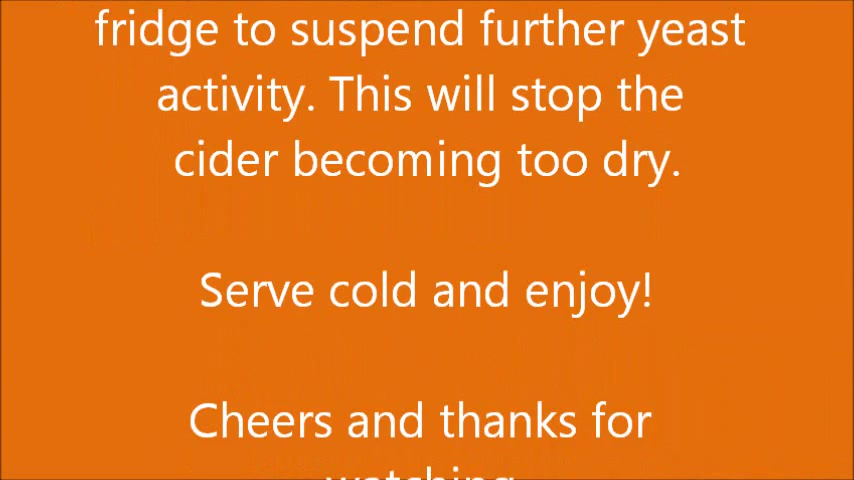 fridge to suspend further yeast
activity. This will stop the
cider becoming too dry.
Serve cold and enjoy!
Cheers and thanks for
watching